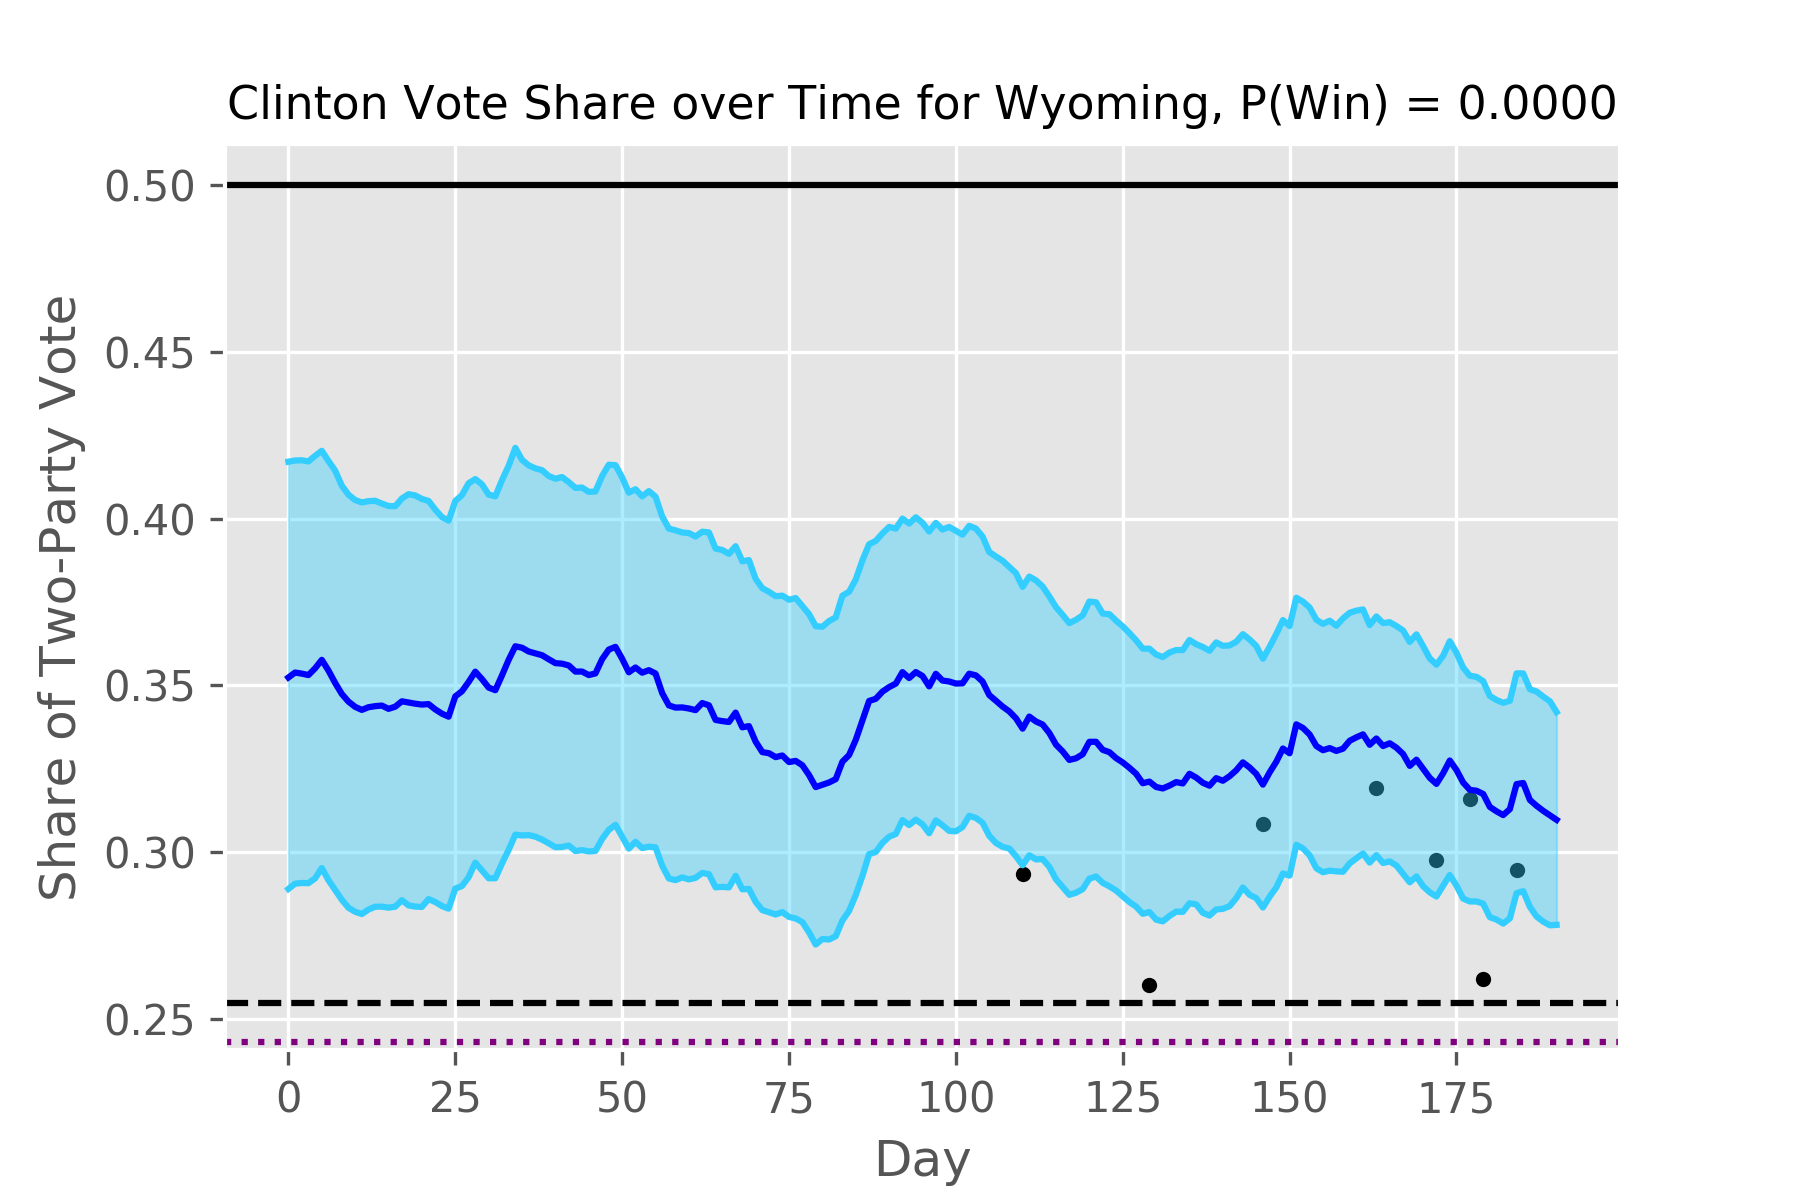 Clinton Vote Share over Time for Wyoming, P(Win) = 0.0000
Share of Two-Party Vote
0.50
0.45
0.40
0.35
0.30
0.25
0 25 50 75 100 125 150 175
Day